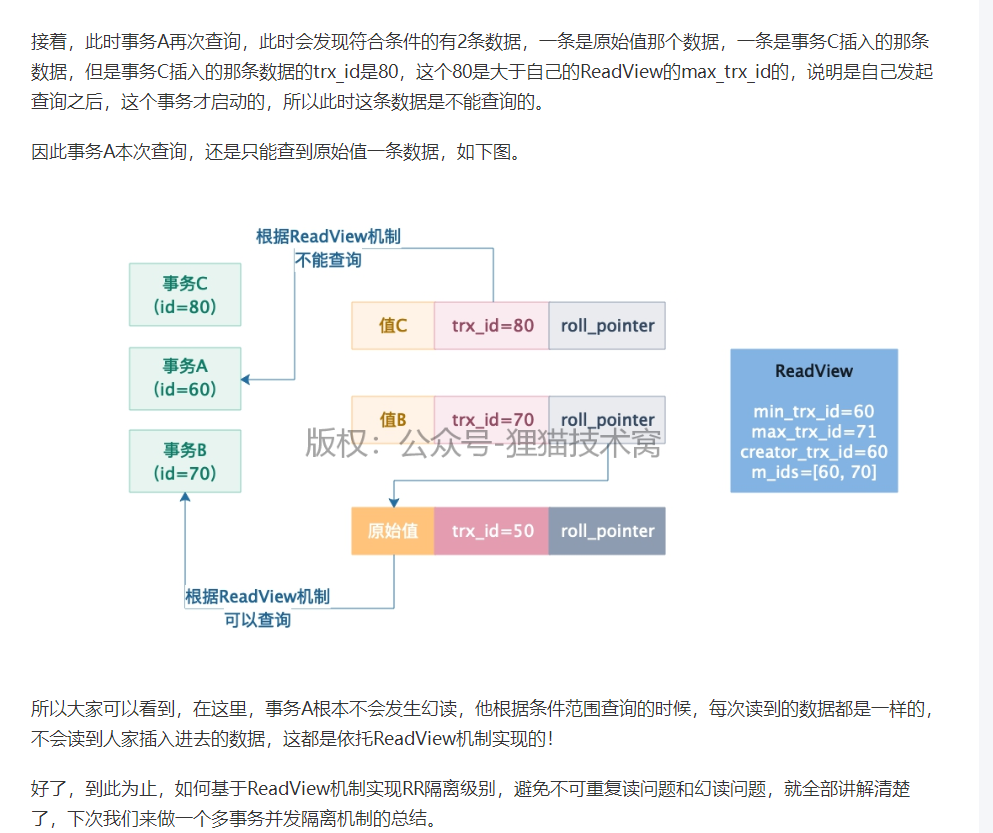 接着，此时事务A再次查询，此时会发现符合条件的有2条数据，一条是原始值那个数据，一条是事务C插入的那条
数据，但是事务C插入的那条数据的trx_id是80，这个80是大于自己的ReadView的max_trx_id的，说明是自己发起
查询之后，这个事务才启动的，所以此时这条数据是不能查询的。
因此事务A本次查询，还是只能查到原始值一条数据，如下图。
根据ReadView机制
不能查询
事务C
（id=80）
值C trx_id=80 roll_pointer
事务A
（id=60）
ReadView
min_trx_id=60
max_trx_id=71
creator_trx_id=60
m_ids=[60, 70]
值B trx_id=70 roll_pointer
版权：公众号-狸猫技术窝
事务B
（id=70）
原始值 trx_id=50 roll_pointer
根据ReadView机制
可以查询
所以大家可以看到，在这里，事务A根本不会发生幻读，他根据条件范围查询的时候，每次读到的数据都是一样的，
不会读到人家插入进去的数据，这都是依托ReadView机制实现的！
好了，到此为止，如何基于ReadView机制实现RR隔离级别，避免不可重复读问题和幻读问题，就全部讲解清楚
了，下次我们来做一个多事务并发隔离机制的总结。